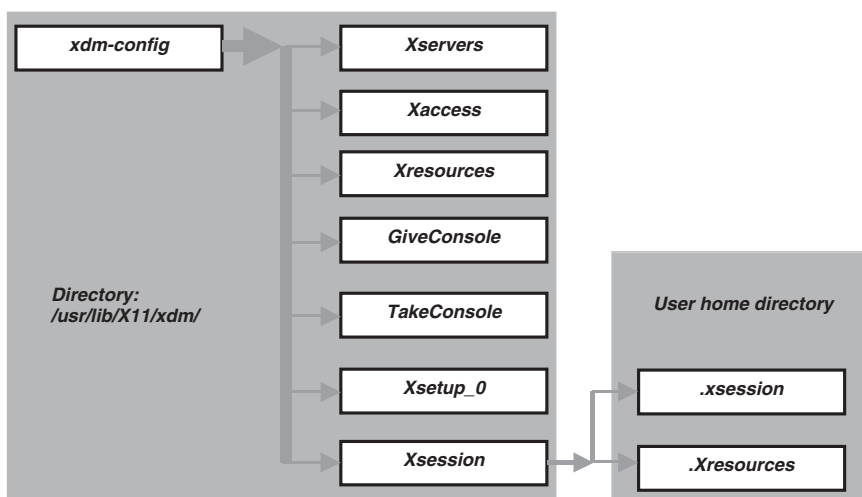 xdm-config
Xservers
Xaccess
Xresources
GiveConsole
Directory:
/usr/lib/X11/xdm/
TakeConsole
User home directory
Xsetup_0
.xsession
Xsession
.Xresources